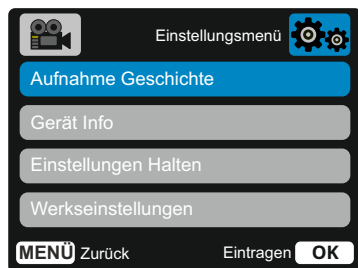 Einstellungsmenü
Aufnahme Geschichte
Gerät Info
Einstellungen Halten
Werkseinstellungen
MENÜ Zurück Eintragen OK